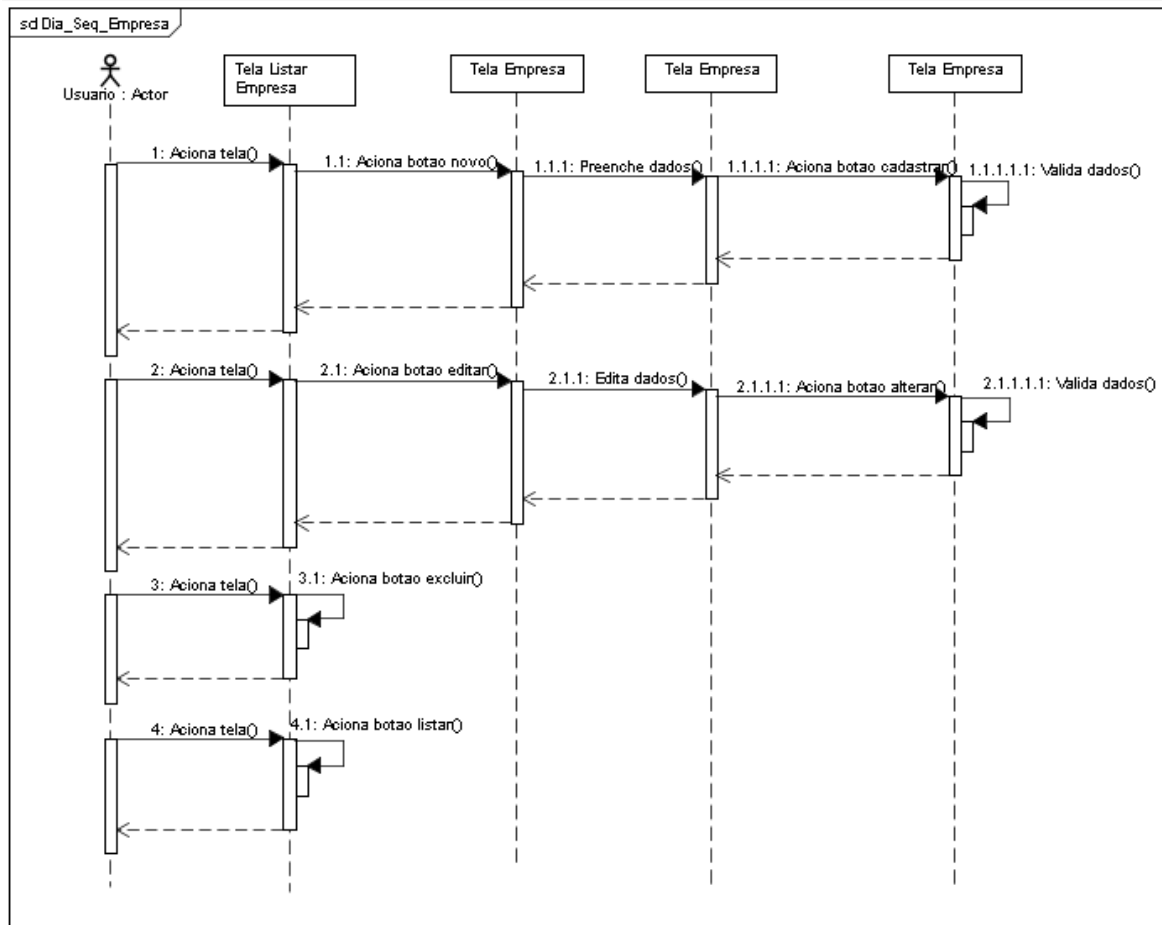 sd Dia_Seq_Empresa
Usuario : Actor
Tela Listar
Empresa
Tela Empresa
Tela Empresa
Tela Empresa
1: Aciona tela()
1.1: Aciona botao novo()
1.1.1: Preenche dados()
1.1.1.1: Aciona botão cadastrar()
1.1.1.1.1: Valida dados()
2: Aciona tela()
2.1: Aciona botao editar()
2.1.1: Edita dados()
2.1.1.1: Aciona botao alterar()
2.1.1.1.1: Valida dados()
3: Aciona tela()
3.1: Aciona botao excluir()
4: Aciona tela()
4.1: Aciona botao listar()